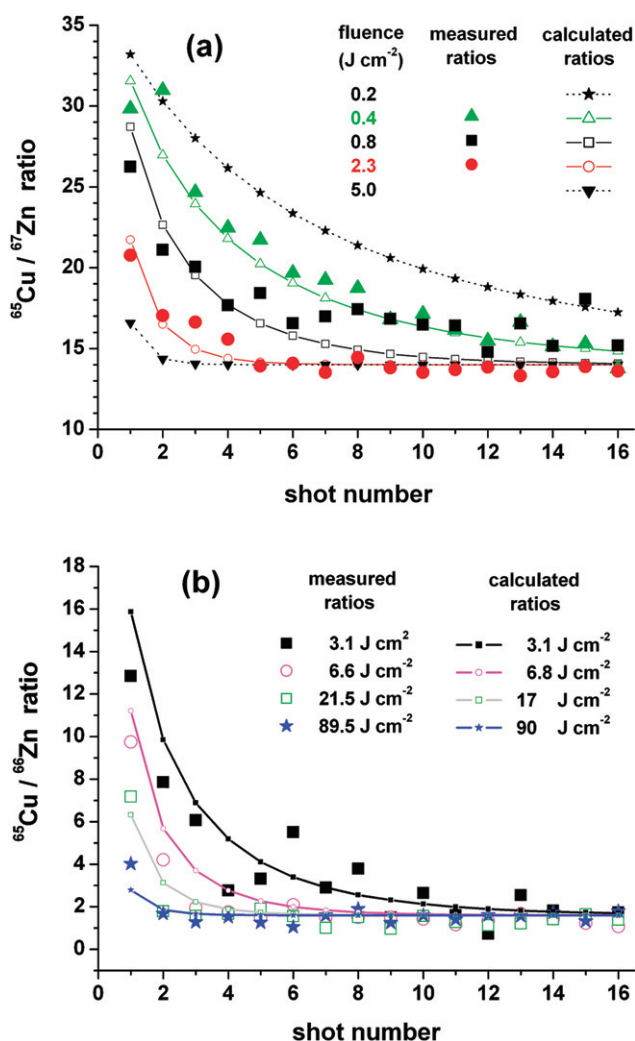 (a)
fluence measured calculated
(J cm-2) ratios ratios
0.2
0.4
0.8
2.3
5.0
35
30
25
20
15
10
65Cu / 67Zn ratio
0 2 4 6 8 10 12 14 16
shot number
(b)
measured calculated
ratios ratios
3.1 J cm2 3.1 J cm-2
6.6 J cm-2 6.8 J cm-2
21.5 J cm-2 17 J cm-2
89.5 J cm-2 90 J cm-2
18
16
14
12
10
8
6
4
2
0
65Cu / 66Zn ratio
0 2 4 6 8 10 12 14 16
shot number